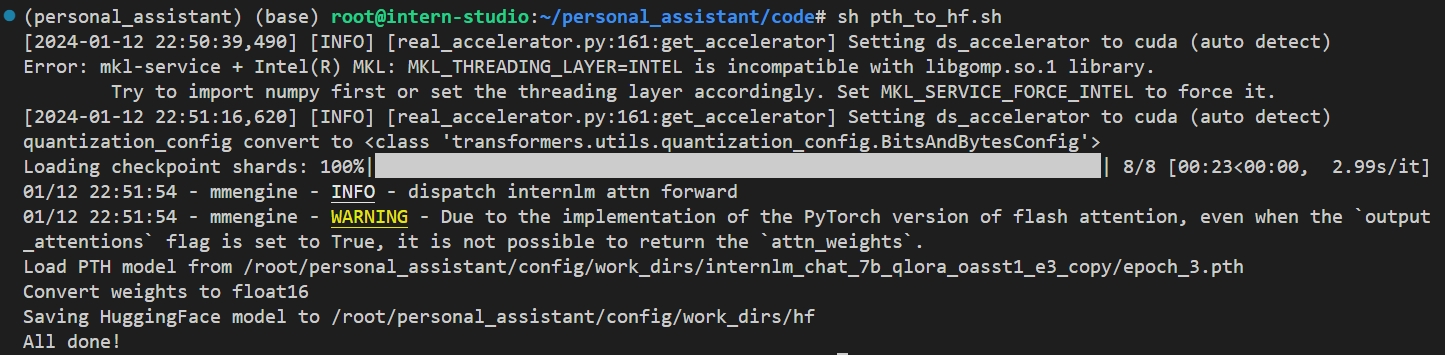 (personal_assistant) (base) root@intern-studio:~/personal_assistant/code# sh pth_to_hf.sh
[2024-01-12 22:50:39,490] [INFO] [real_accelerator.py:161:get_accelerator] Setting ds_accelerator to cuda (auto detect)
Error: mkl-service + Intel(R) MKL: MKL_THREADING_LAYER=INTEL is incompatible with libgomp.so.1 library.
        Try to import numpy first or set the threading layer accordingly. Set MKL_SERVICE_FORCE_INTEL to force it.
[2024-01-12 22:51:16,620] [INFO] [real_accelerator.py:161:get_accelerator] Setting ds_accelerator to cuda (auto detect)
quantization_config convert to <class 'transformers.utils.quantization_config.BitsAndBytesConfig'>
Loading checkpoint shards: 100%|██████████| 8/8 [00:23<00:00,  2.99s/it]
01/12 22:51:54 - mmengine - INFO - dispatch internlm attn forward
01/12 22:51:54 - mmengine - WARNING - Due to the implementation of the PyTorch version of flash attention, even when the `output
_attentions` flag is set to True, it is not possible to return the `attn_weights`.
Load PTH model from /root/personal_assistant/config/work_dirs/internlm_chat_7b_qlora_oasst1_e3_copy/epoch_3.pth
Convert weights to float16
Saving HuggingFace model to /root/personal_assistant/config/work_dirs/hf
All done!